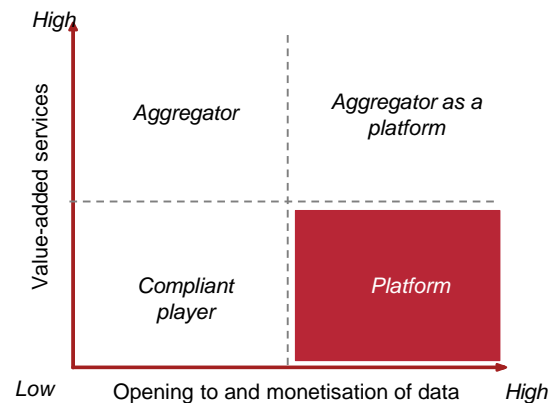 High
Value-added services
Aggregator
Aggregator as a
platform
Compliant
player
Platform
Low
Opening to and monetisation of data
High